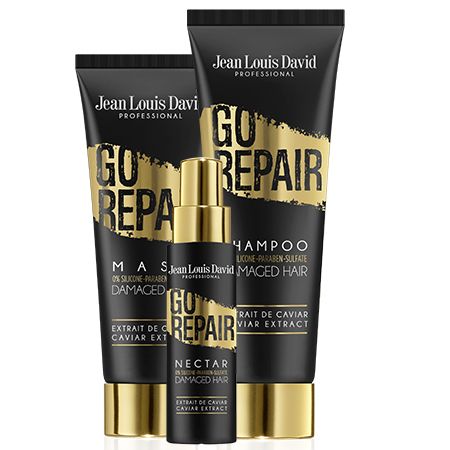 Jean Louis David
PROFESSIONAL
GO
REPAIR
MAS
0% SILICONE-PARABEN
DAMAGED
EXTRAIT DE CAVIAR
CAVIAR EXT
Jean Louis David
PROFESSIONAL
GO
REPAIR
NECTAR
0% SILICONE-PARABEN-SULFATE
DAMAGED HAIR
EXTRAIT DE CAVIAR
CAVIAR EXTRACT
Jean Louis David
PROFESSIONAL
GO
REPAIR
HAMPOO
SILICONE-PARABEN-SULFATE
DAMAGED HAIR
TRAIT DE CAVIAR
VIAR EXTRACT